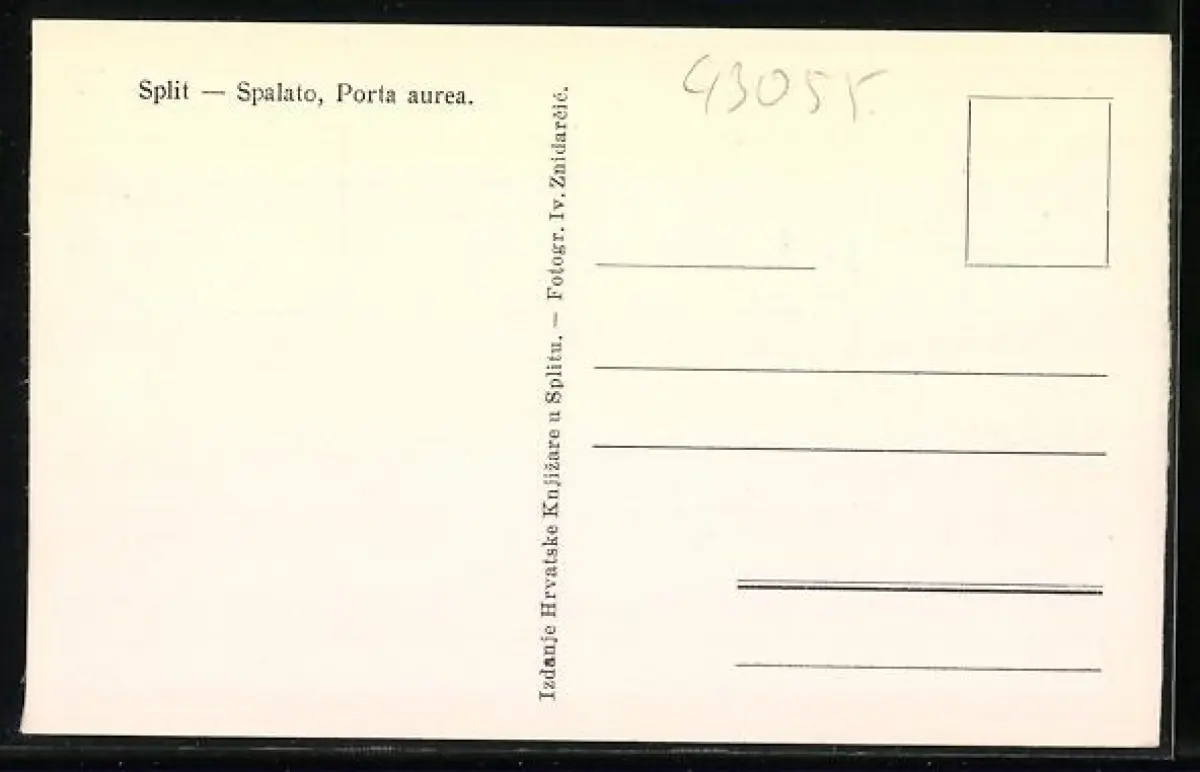 Split — Spalato, Porta aurea.
Izdanje Hrvatske Knjižare u Splitu. — Fotogr. Iv. Znidarčić.
43055